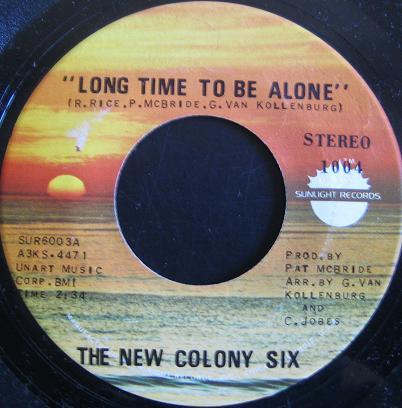 "LONG TIME TO BE ALONE"
(R.RICE.P.MCBRIDE.G.VAN KOLLENBURG)
STEREO
1004
SUNLIGHT RECORDS
SUR6003A
A3KS-4471
UNART MUSIC
CORP.BMI
TIME 2:34
PROD.BY
PAT MCBRIDE
ARR.BY G.VAN
KOLLENBURG
AND
C.JOBES
THE NEW COLONY SIX